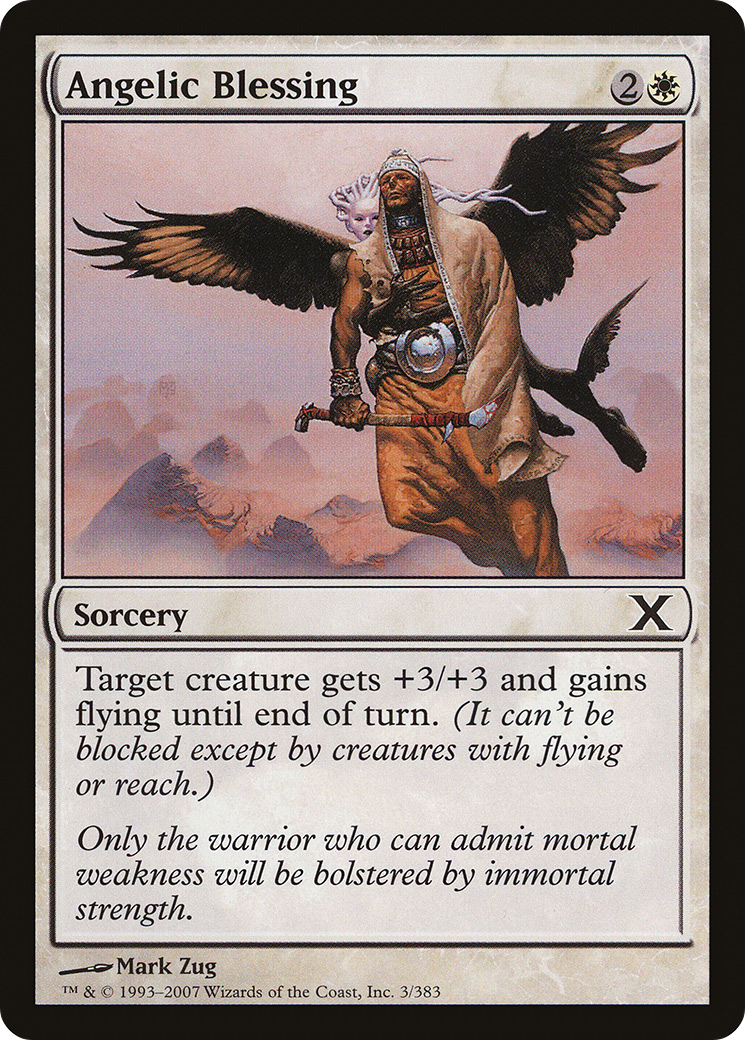 Angelic Blessing 2
Sorcery X
Target creature gets +3/+3 and gains
flying until end of turn. (It can't be
blocked except by creatures with flying
or reach.)
Only the warrior who can admit mortal
weakness will be bolstered by immortal
strength.
Mark Zug
™ & © 1993–2007 Wizards of the Coast, Inc. 3/383